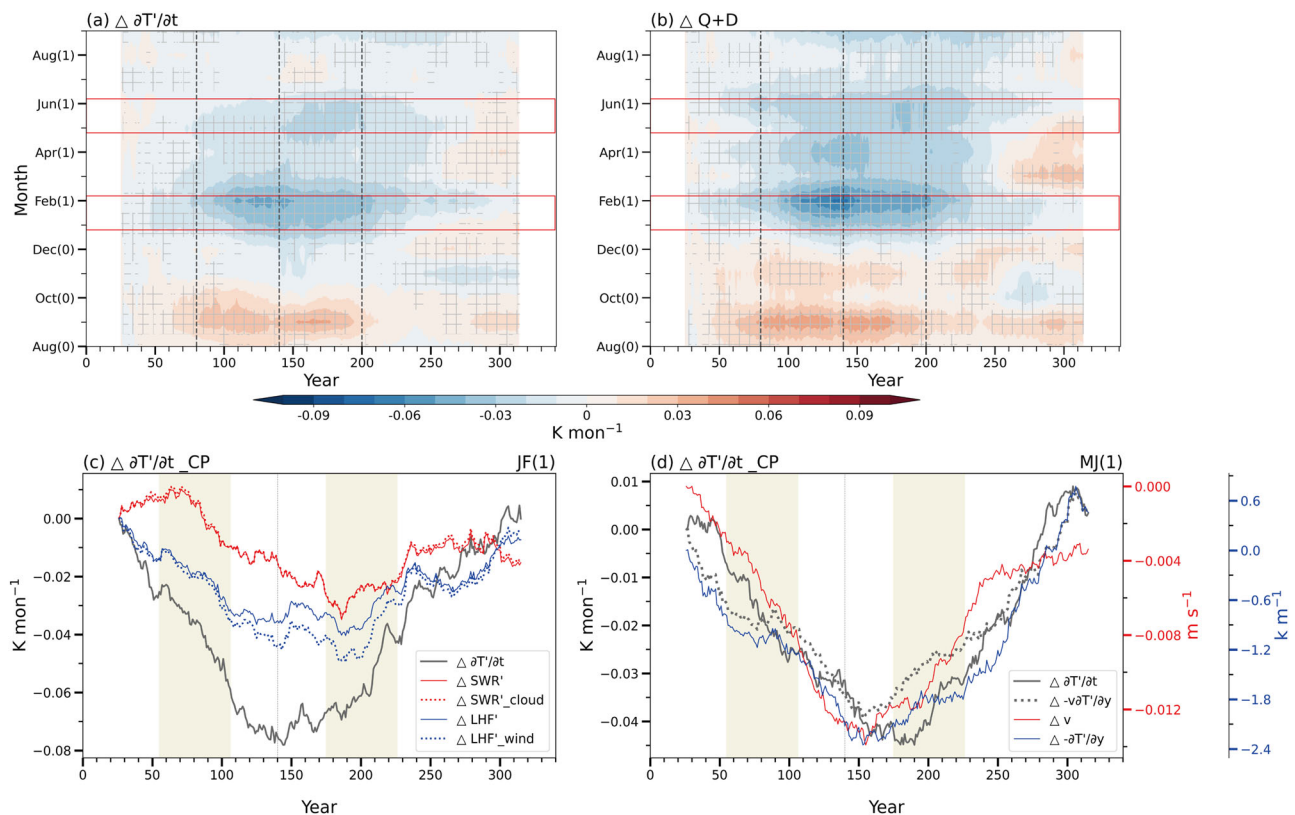 (a) △ ∂T'/∂t
(b) △ Q+D
Month
Aug(1)
Jun(1)
Apr(1)
Feb(1)
Dec(0)
Oct(0)
Aug(0)
0 50 100 150 200 250 300
Year
Aug(1)
Jun(1)
Apr(1)
Feb(1)
Dec(0)
Oct(0)
Aug(0)
0 50 100 150 200 250 300
Year
-0.09 -0.06 -0.03 0 0.03 0.06 0.09
K mon⁻¹
(c) △ ∂T'/∂t _CP JF(1)
K mon⁻¹
0.00
−0.02
−0.04
−0.06
−0.08
△ ∂T'/∂t
△ SWR'
△ SWR'_cloud
△ LHF'
△ LHF'_wind
0 50 100 150 200 250 300
Year
(d) △ ∂T'/∂t _CP MJ(1)
K mon⁻¹
0.01
0.00
−0.01
−0.02
−0.03
−0.04
△ ∂T'/∂t
△ -v∂T'/∂y
△ v
△ -∂T'/∂y
0 50 100 150 200 250 300
Year
0.000
−0.004
−0.008
−0.012
m s⁻¹
0.6
0.0
−0.6
−1.2
−1.8
−2.4
k m⁻¹